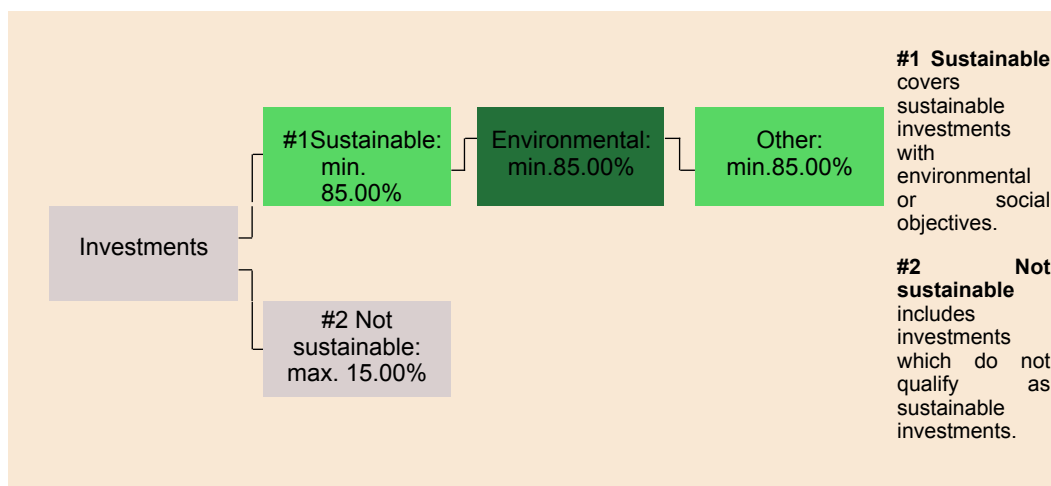 #1Sustainable:
min.
85.00%
Environmental:
min.85.00%
Other:
min.85.00%
Investments
#2 Not
sustainable:
max. 15.00%
#1 Sustainable
covers
sustainable
investments
with
environmental
or social
objectives.
#2 Not
sustainable
includes
investments
which do not
qualify as
sustainable
investments.